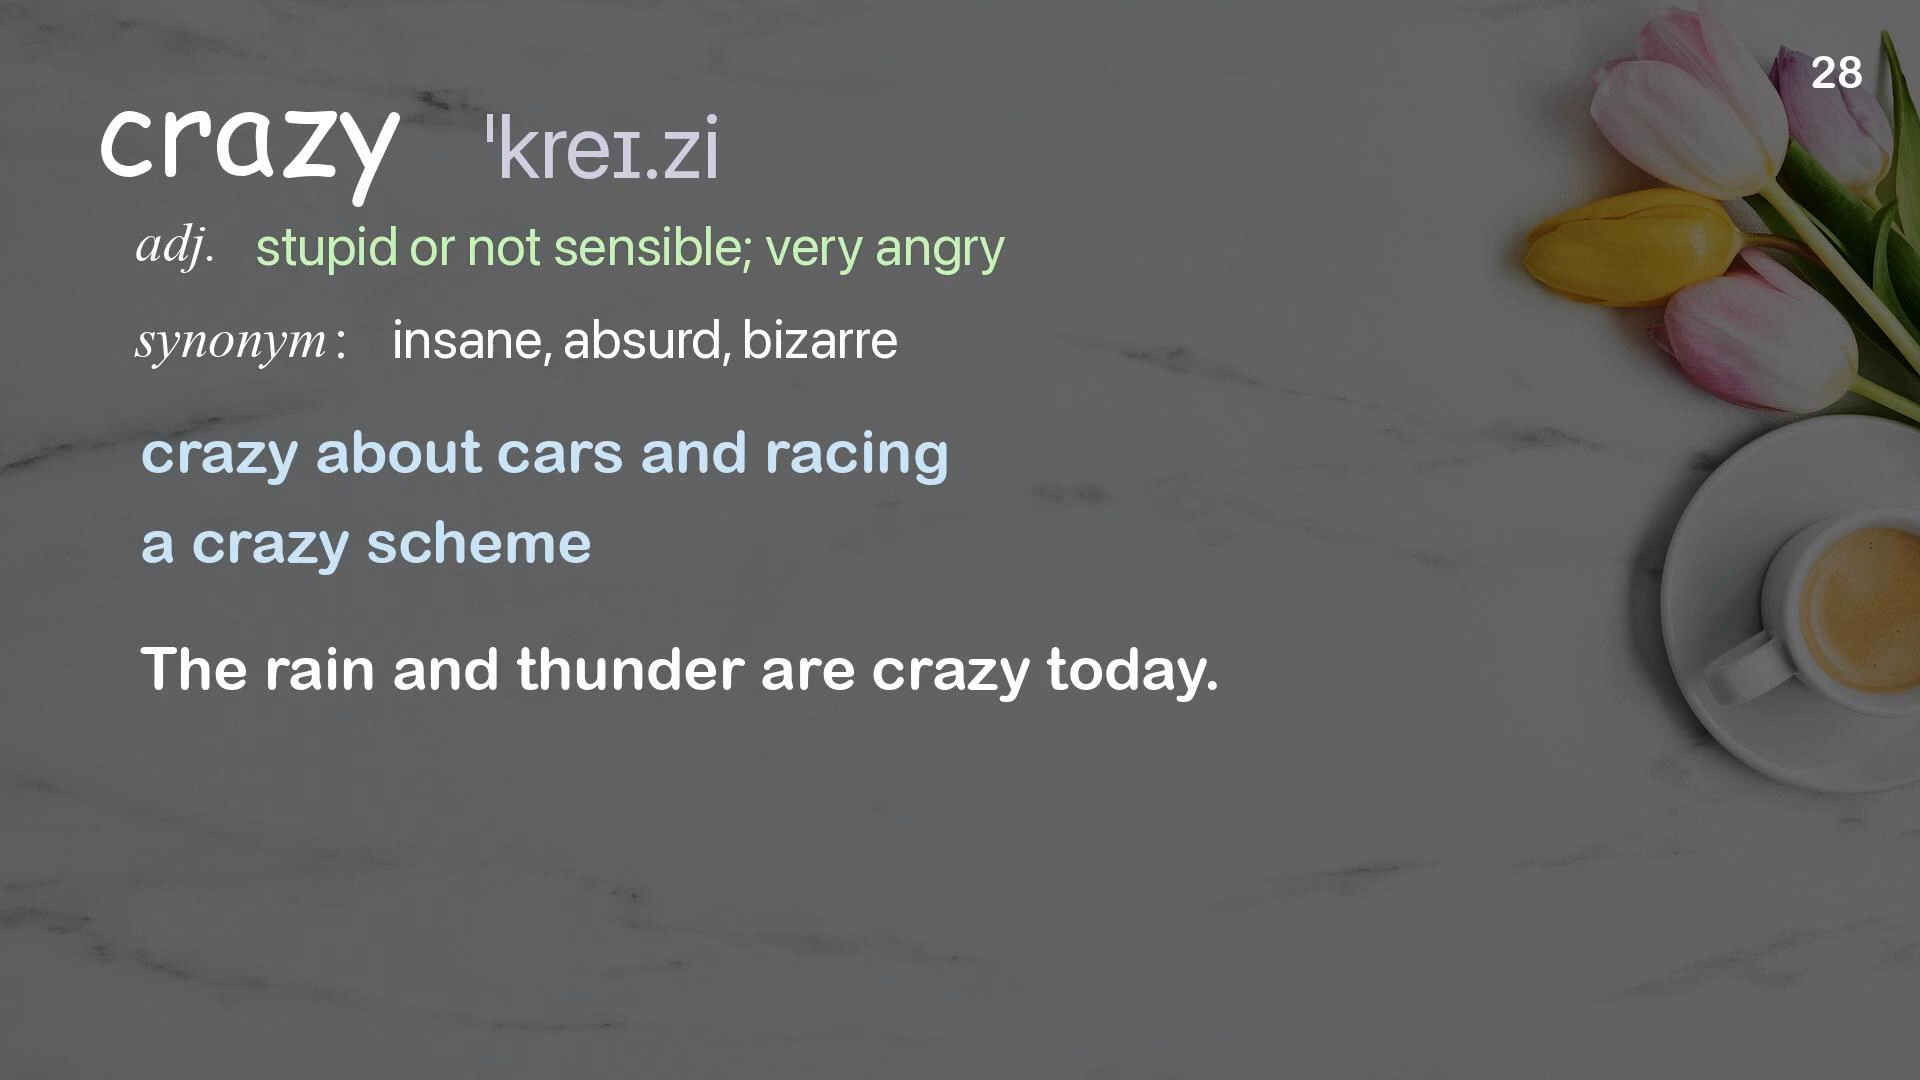 28
crazy ˈkreɪ.zi
adj. stupid or not sensible; very angry
synonym: insane, absurd, bizarre
crazy about cars and racing
a crazy scheme
The rain and thunder are crazy today.